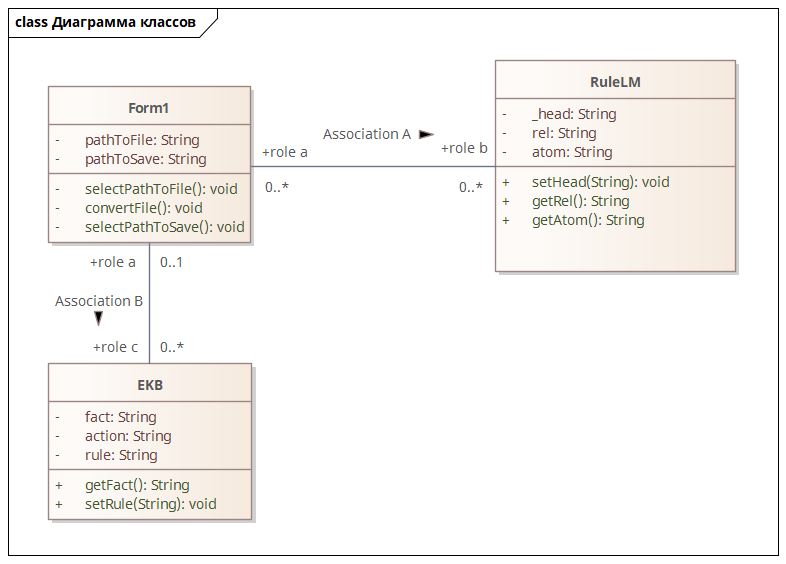 class Диаграмма классов
Form1
- pathToFile: String
- pathToSave: String
- selectPathToFile(): void
- convertFile(): void
- selectPathToSave(): void
Association A
+role a
+role b
0..*
0..*
RuleLM
- _head: String
- rel: String
- atom: String
+ setHead(String): void
+ getRel(): String
+ getAtom(): String
+role a
0..1
Association B
+role c
0..*
EKB
- fact: String
- action: String
- rule: String
+ getFact(): String
+ setRule(String): void